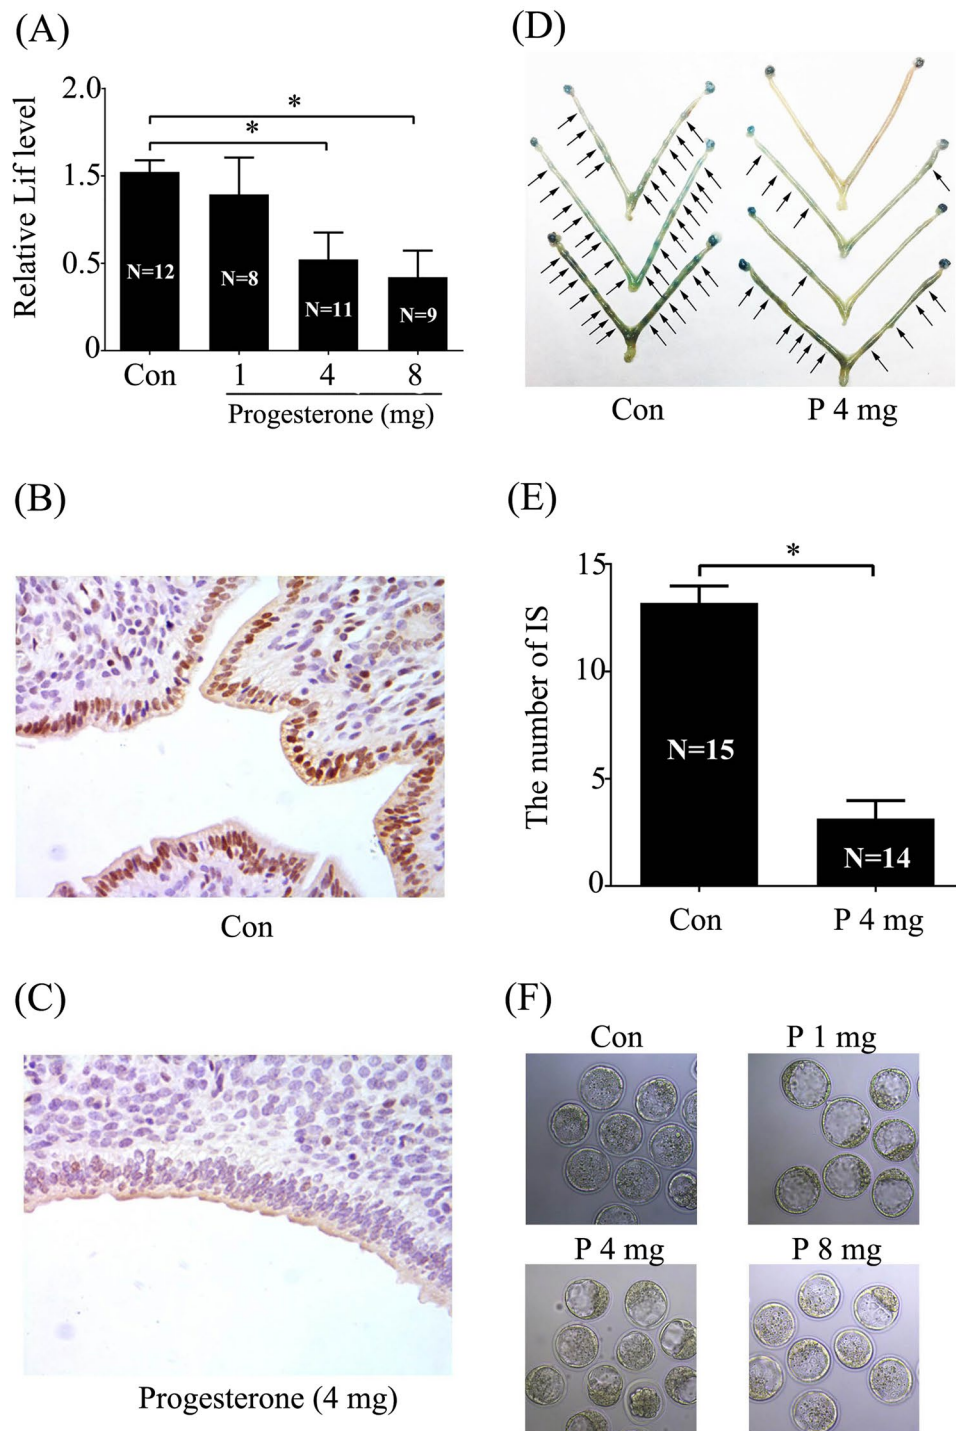 (A)
Relative Lif level
2.0
1.5
0.5
0
*
*
N=12
N=8
N=11
N=9
Con
1
4
8
Progesterone (mg)
(B)
Con
(C)
Progesterone (4 mg)
(D)
Con
P 4 mg
(E)
The number of IS
15
10
5
0
*
N=15
N=14
Con
P 4 mg
(F)
Con
P 1 mg
P 4 mg
P 8 mg